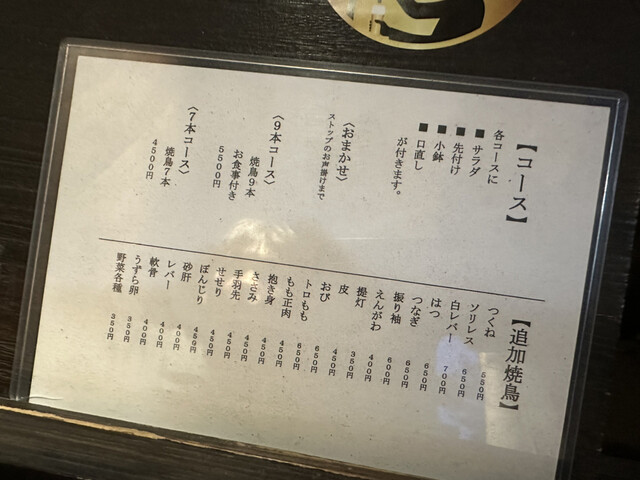 【コース】
各コースに
■サラダ
■先付け
■小鉢
■口直し
が付きます。
〈おまかせ〉
ストップのお声掛けまで
〈9本コース〉
焼鳥9本
お食事付き
5500円
〈7本コース〉
焼鳥7本
4500円
【追加焼鳥】
つくね 550円
ソリレス 650円
白レバー 700円
はつ 650円
つなぎ 650円
振り袖 600円
えんがわ 400円
提灯 350円
皮 450円
おび 650円
トロもも 650円
もも正肉 450円
抱き身 450円
ささみ 450円
手羽先 450円
せせり 450円
ぼんじり 450円
砂肝 400円
レバー 400円
軟骨 400円
うずら卵 350円
野菜各種 350円